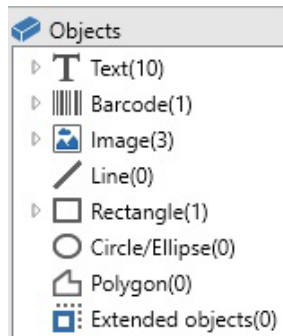 Objects
Text(10)
Barcode(1)
Image(3)
Line(0)
Rectangle(1)
Circle/Ellipse(0)
Polygon(0)
Extended objects(0)